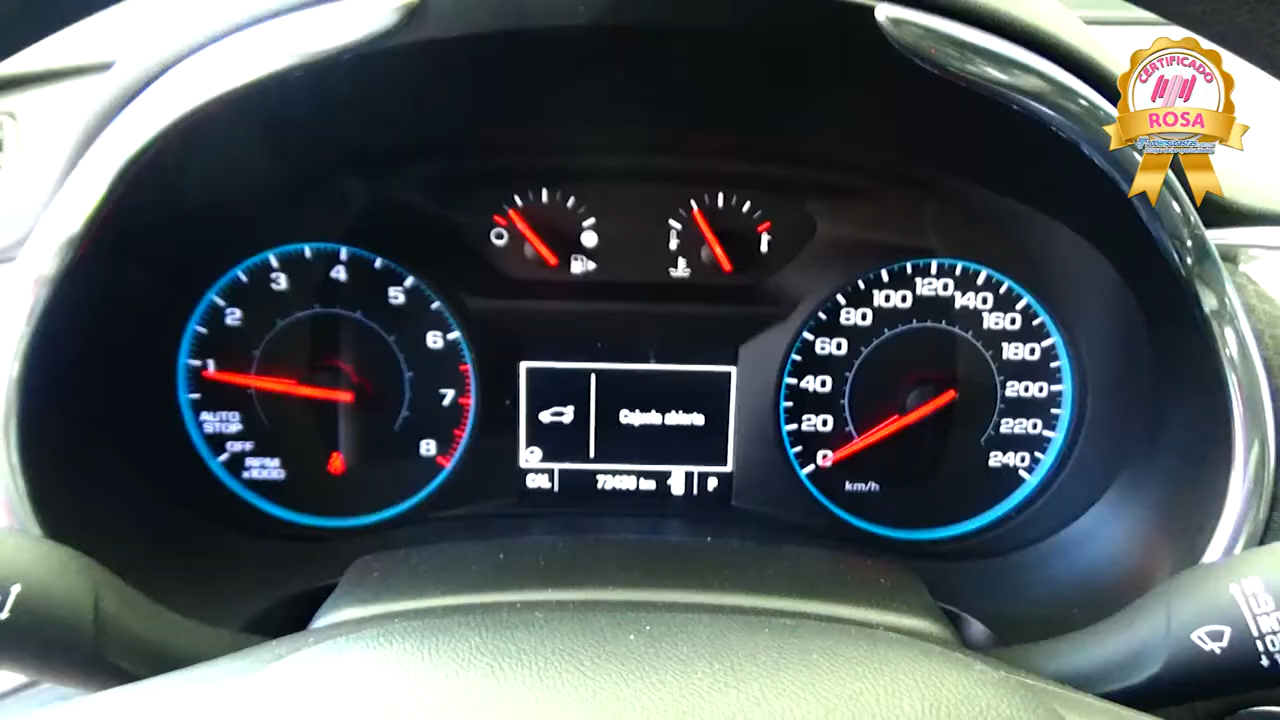 CERTIFICADO
ROSA
1
2
3
4
5
6
7
8
AUTO
STOP
OFF
RPM
x1000
Cajuela abierta
CAL
km
P
0
20
40
60
80
100
120
140
160
180
200
220
240
km/h